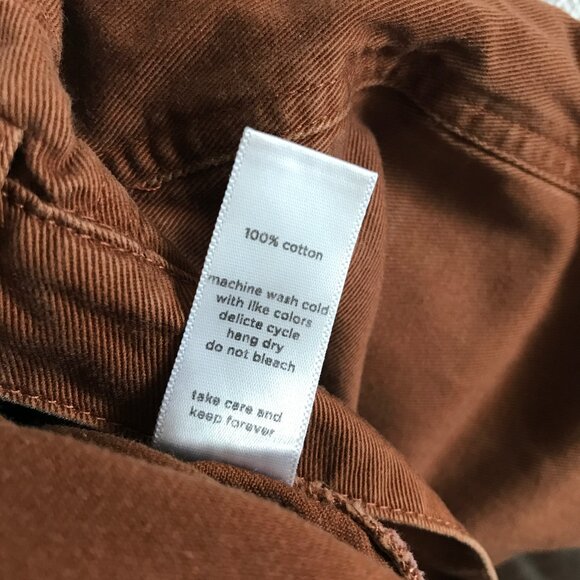 100% cotton
machine wash cold
with like colors
delicte cycle
hang dry
do not bleach
take care and
keep forever